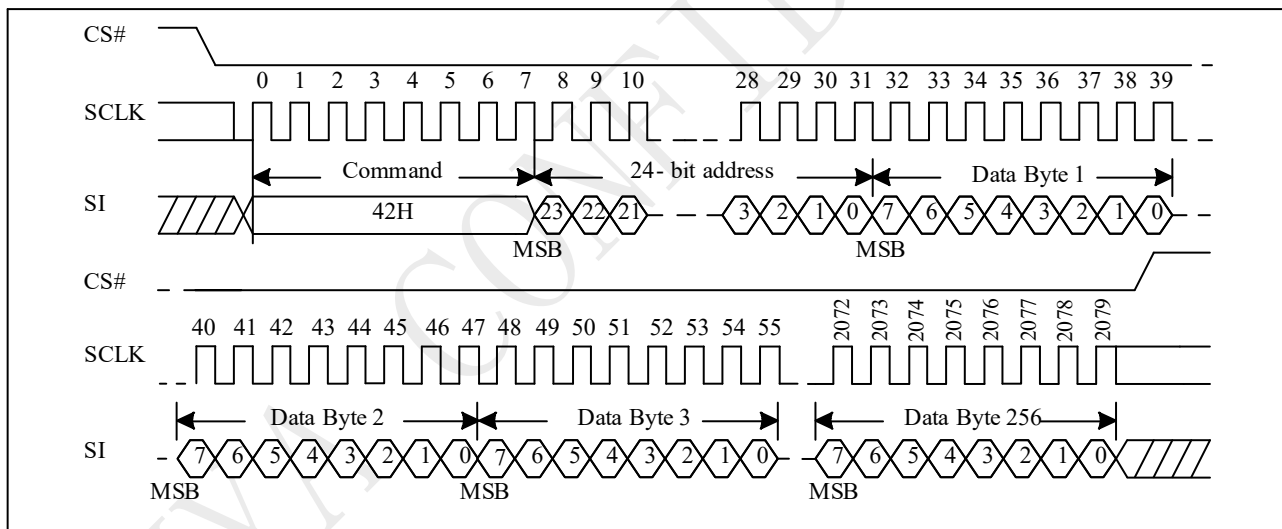 CS#
0 1 2 3 4 5 6 7 8 9 10 28 29 30 31 32 33 34 35 36 37 38 39
SCLK
Command 24- bit address Data Byte 1
SI 42H 23 22 21 3 2 1 0 7 6 5 4 3 2 1 0
MSB MSB
CS#
40 41 42 43 44 45 46 47 48 49 50 51 52 53 54 55 2072 2073 2074 2075 2076 2077 2078 2079
SCLK
Data Byte 2 Data Byte 3 Data Byte 256
SI 7 6 5 4 3 2 1 0 7 6 5 4 3 2 1 0 7 6 5 4 3 2 1 0
MSB MSB MSB
VA CONFID